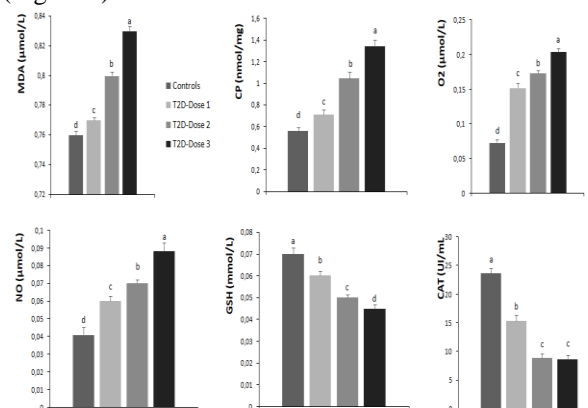 MDA (µmol/L)
0,84
0,82
0,8
0,78
0,76
0,74
0,72
d
c
b
a
Controls
T2D-Dose 1
T2D-Dose 2
T2D-Dose 3
CP (nmol/mg)
1,6
1,4
1,2
1
0,8
0,6
0,4
0,2
0
d
c
b
a
O2 (µmol/L)
0,25
0,2
0,15
0,1
0,05
0
d
c
b
a
NO (µmol/L)
0,1
0,09
0,08
0,07
0,06
0,05
0,04
0,03
0,02
0,01
d
c
b
a
GSH (mmol/L)
0,08
0,07
0,06
0,05
0,04
0,03
0,02
0,01
0
a
b
c
d
CAT (UI/mL
30
25
20
15
10
5
0
a
b
c
c